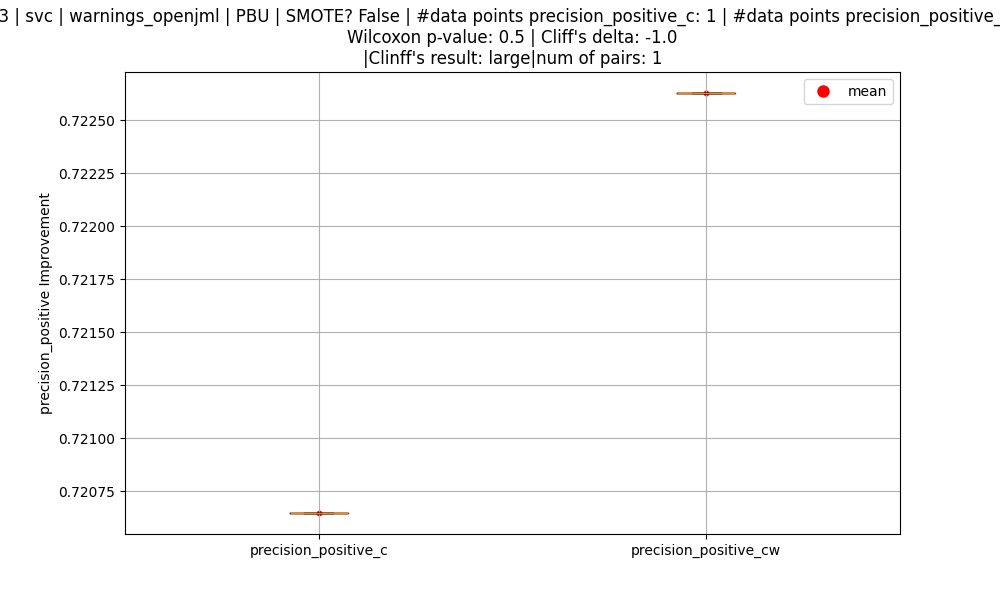 3 | svc | warnings_openjml | PBU | SMOTE? False | #data points precision_positive_c: 1 | #data points precision_positive_
Wilcoxon p-value: 0.5 | Cliff's delta: -1.0
|Clinff's result: large|num of pairs: 1
mean
precision_positive Improvement
0.72250
0.72225
0.72200
0.72175
0.72150
0.72125
0.72100
0.72075
precision_positive_c
precision_positive_cw